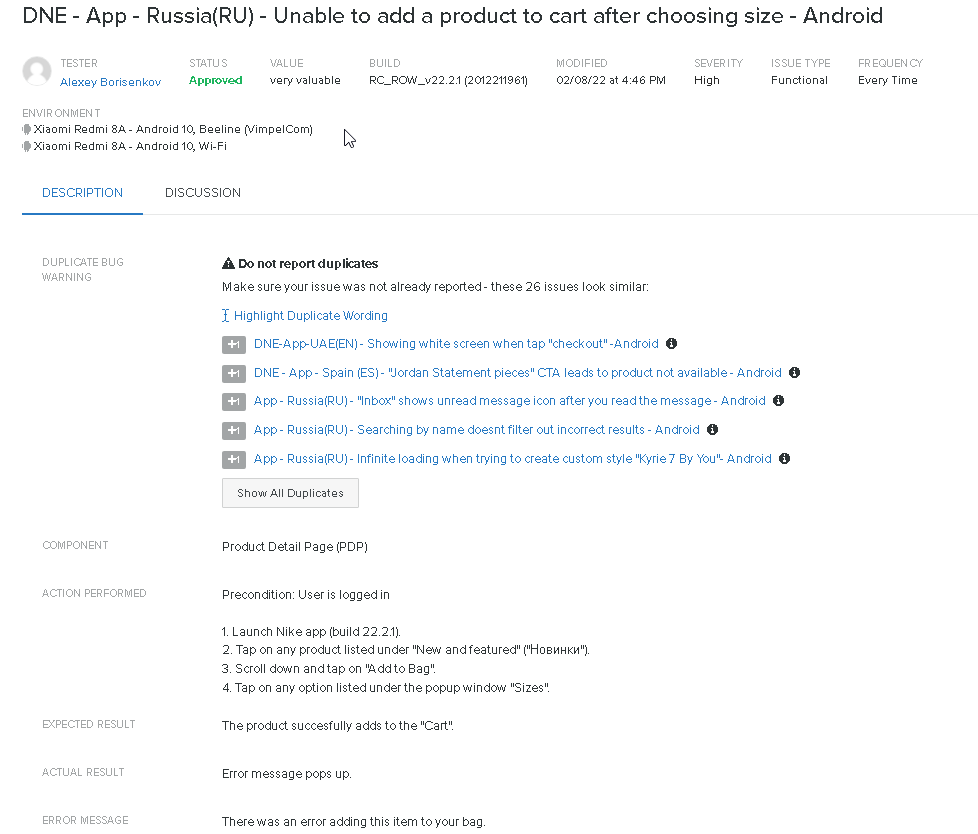 DNE - App - Russia(RU) - Unable to add a product to cart after choosing size - Android
TESTER STATUS VALUE BUILD MODIFIED SEVERITY ISSUE TYPE FREQUENCY
Alexey Borisenkov Approved very valuable RC_ROW_v22.2.1 (2012211961) 02/08/22 at 4:46 PM High Functional Every Time
ENVIRONMENT
Xiaomi Redmi 8A - Android 10, Beeline (VimpelCom)
Xiaomi Redmi 8A - Android 10, Wi-Fi
DESCRIPTION DISCUSSION
DUPLICATE BUG WARNING
Do not report duplicates
Make sure your issue was not already reported - these 26 issues look similar:
Highlight Duplicate Wording
+1 DNE-App-UAE(EN) - Showing white screen when tap "checkout" -Android
+1 DNE - App - Spain (ES) - "Jordan Statement pieces" CTA leads to product not available - Android
+1 App - Russia(RU) - "Inbox" shows unread message icon after you read the message - Android
+1 App - Russia(RU) - Searching by name doesnt filter out incorrect results - Android
+1 App - Russia(RU) - Infinite loading when trying to create custom style "Kyrie 7 By You"- Android
Show All Duplicates
COMPONENT Product Detail Page (PDP)
ACTION PERFORMED Precondition: User is logged in
1. Launch Nike app (build 22.2.1).
2. Tap on any product listed under "New and featured" ("Новинки").
3. Scroll down and tap on "Add to Bag".
4. Tap on any option listed under the popup window "Sizes".
EXPECTED RESULT The product succesfully adds to the "Cart".
ACTUAL RESULT Error message pops up.
ERROR MESSAGE There was an error adding this item to your bag.